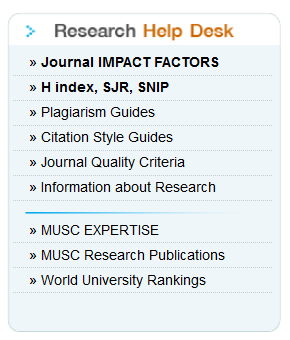 Research Help Desk
» Journal IMPACT FACTORS
» H index, SJR, SNIP
» Plagiarism Guides
» Citation Style Guides
» Journal Quality Criteria
» Information about Research
» MUSC EXPERTISE
» MUSC Research Publications
» World University Rankings